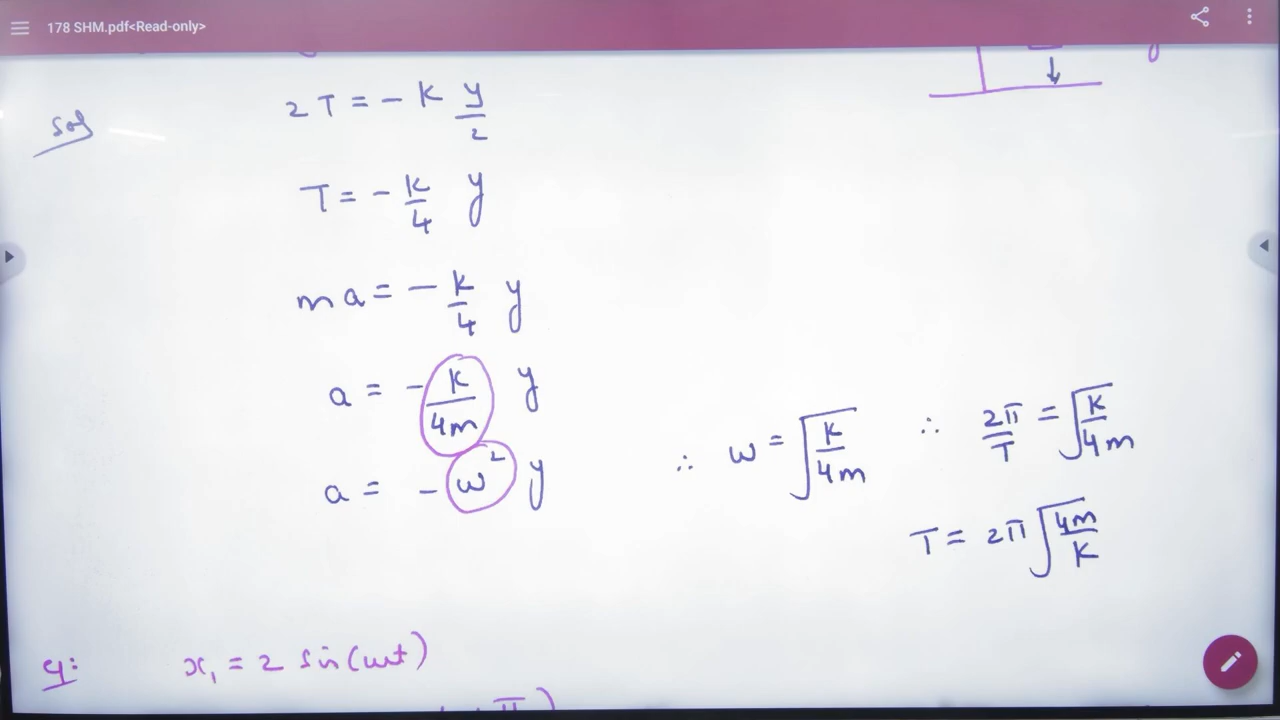 178 SHM.pdf<Read-only>
y
Sol
2T = - K y/2
T = - K/4 y
ma = - K/4 y
a = - K/4m y
a = - ω² y
∴ ω = √(K/4m) ∴ 2π/T = √(K/4m)
T = 2π √(4m/K)
q: x₁ = 2 sin(ωt)
π)